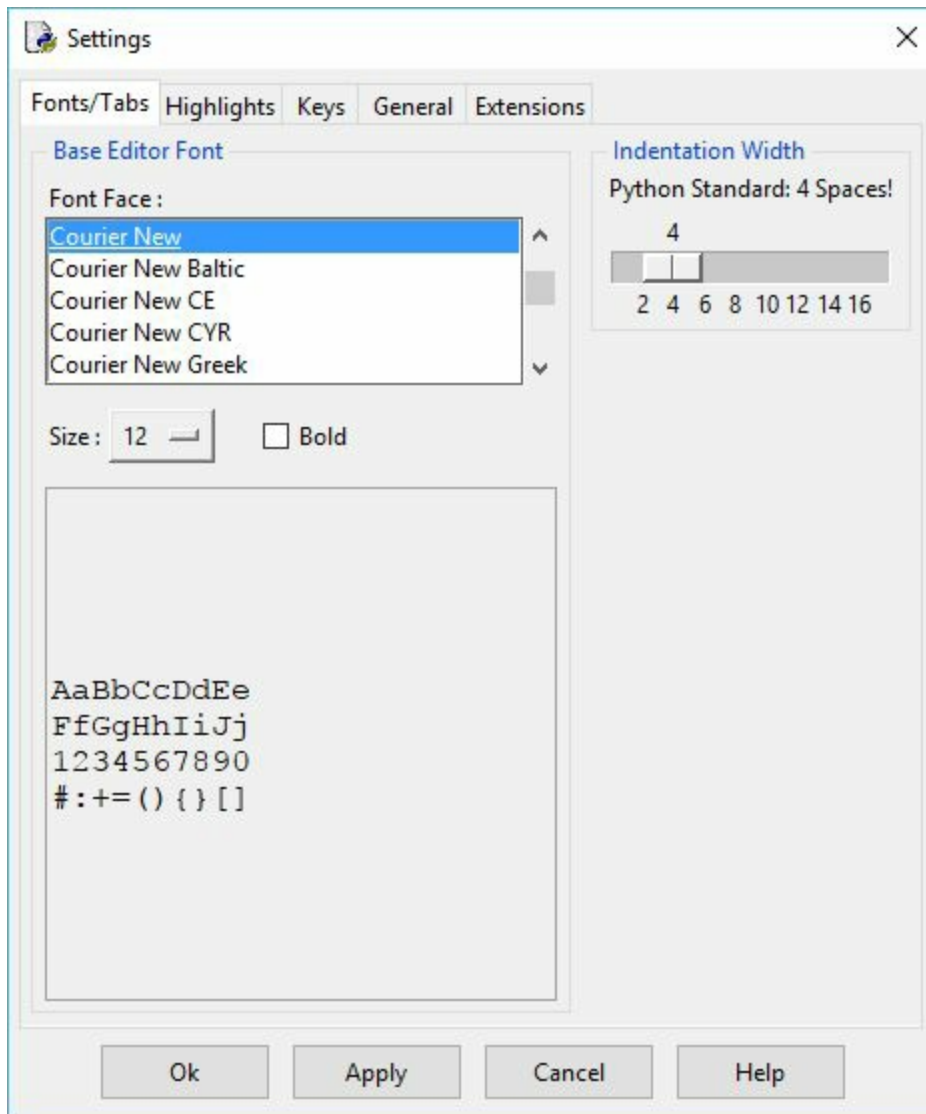 Settings
Fonts/Tabs Highlights Keys General Extensions
Base Editor Font
Font Face :
Courier New
Courier New Baltic
Courier New CE
Courier New CYR
Courier New Greek
Size : 12 Bold
AaBbCcDdEe
FfGgHhIiJj
1234567890
#:+=(){}[]
Indentation Width
Python Standard: 4 Spaces!
4
2 4 6 8 10 12 14 16
Ok Apply Cancel Help